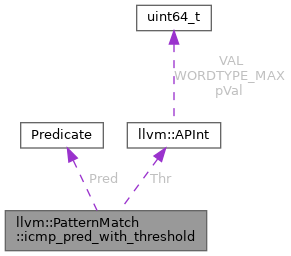 uint64_t
VAL
WORDTYPE_MAX
pVal
Predicate
llvm::APInt
Pred
Thr
llvm::PatternMatch
::icmp_pred_with_threshold